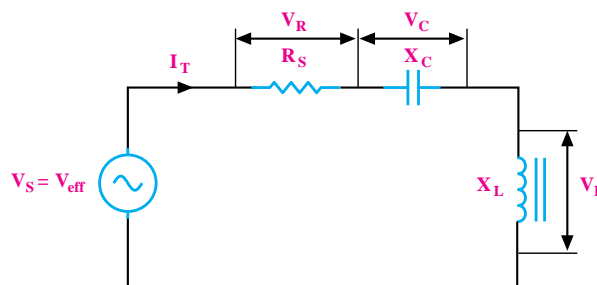 V_R V_C
I_T R_S X_C
V_S = V_eff X_L